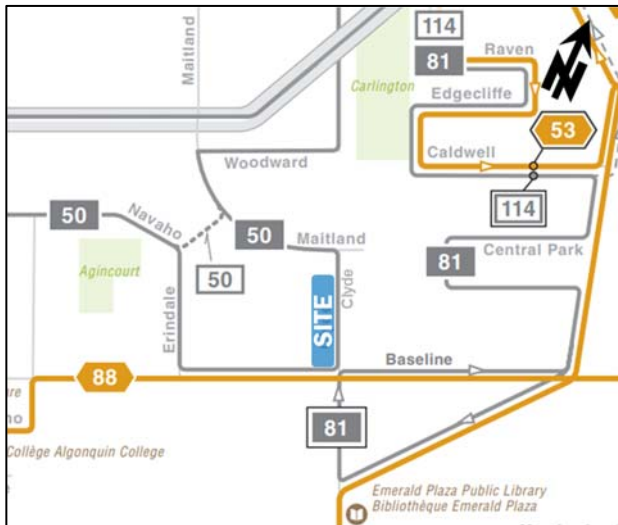 Maitland
114
81
Raven
Carlington
Edgecliffe
53
Woodward
Caldwell
114
50
Navaho
50
Maitland
Central Park
81
Agincourt
50
Erindale
SITE
Clyde
Baseline
88
81
Collège Algonquin College
Emerald Plaza Public Library
Bibliothèque Emerald Plaza